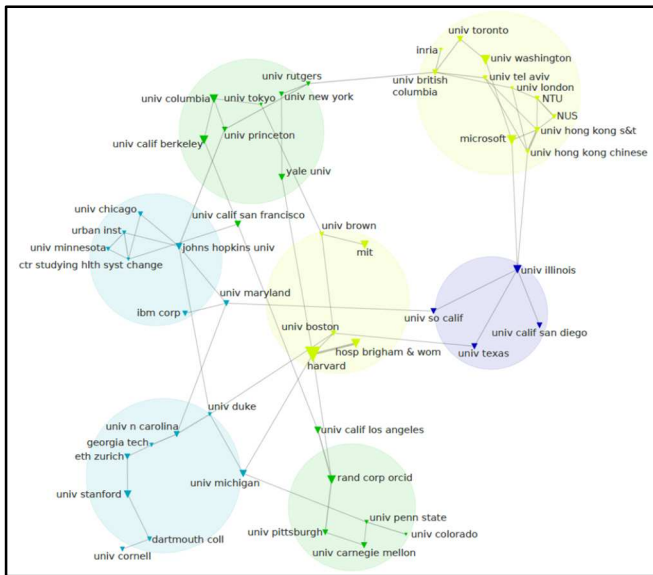 univ toronto
inria
univ washington
univ rutgers
univ tel aviv
univ british
columbia
univ london
univ columbia
univ tokyo
univ new york
NTU
NUS
univ calif berkeley
univ princeton
microsoft
univ hong kong s&t
univ hong kong chinese
yale univ
univ chicago
univ calif san francisco
urban inst
univ brown
univ minnesota
johns hopkins univ
mit
ctr studying hlth syst change
univ illinois
univ maryland
ibm corp
univ so calif
univ calif san diego
univ boston
hosp brigham & wom
univ texas
harvard
univ duke
univ n carolina
univ calif los angeles
georgia tech
eth zurich
univ michigan
rand corp orcid
univ stanford
univ penn state
univ pittsburgh
univ colorado
dartmouth coll
univ carnegie mellon
univ cornell